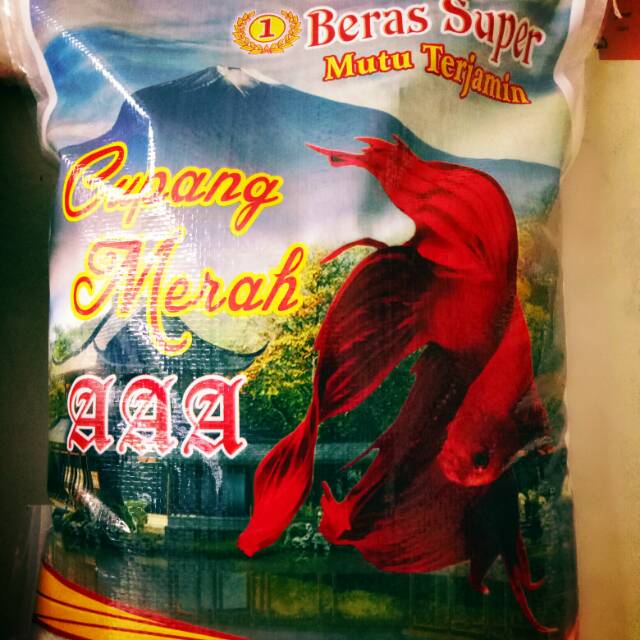 1 Beras Super
Mutu Terjamin
Cupang
Merah
AAA